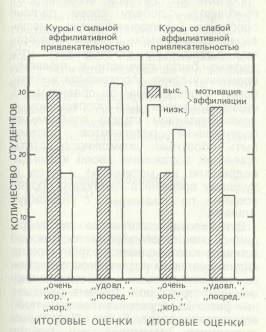 Курсы с сильной
аффилиативной
привлекательностью
Курсы со слабой
аффилиативной
привлекательностью
КОЛИЧЕСТВО СТУДЕНТОВ
30
20
10
выс.
низк.
мотивация
аффилиации
„очень
хор.",
„хор."
„удовл.",
„посред."
„очень
хор.",
„хор."
„удовл.",
„посред."
ИТОГОВЫЕ ОЦЕНКИ
ИТОГОВЫЕ ОЦЕНКИ